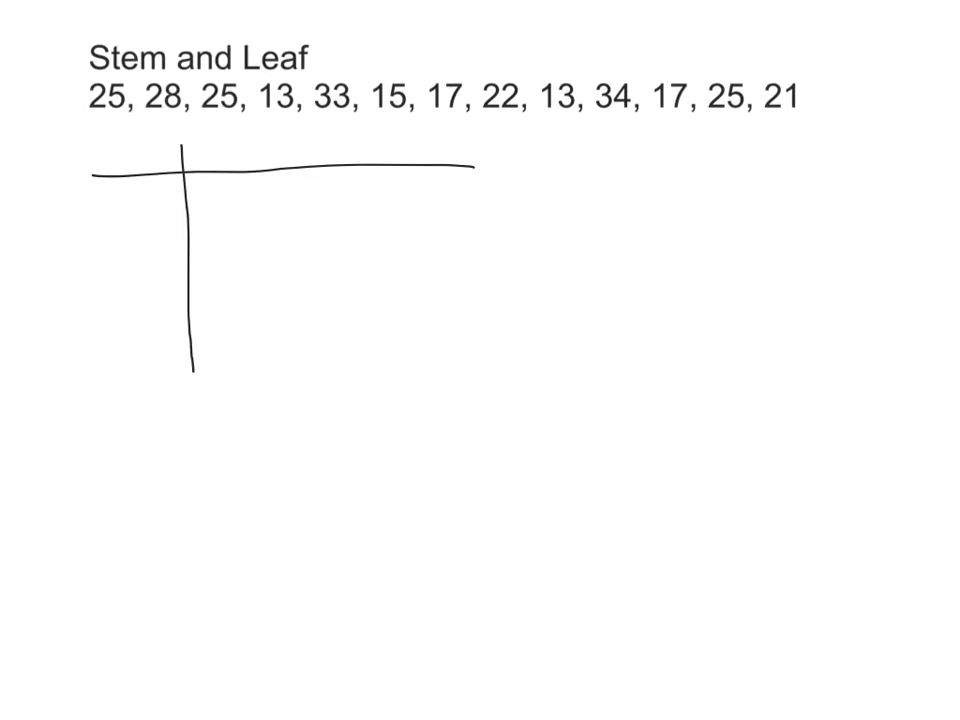 Stem and Leaf
25, 28, 25, 13, 33, 15, 17, 22, 13, 34, 17, 25, 21